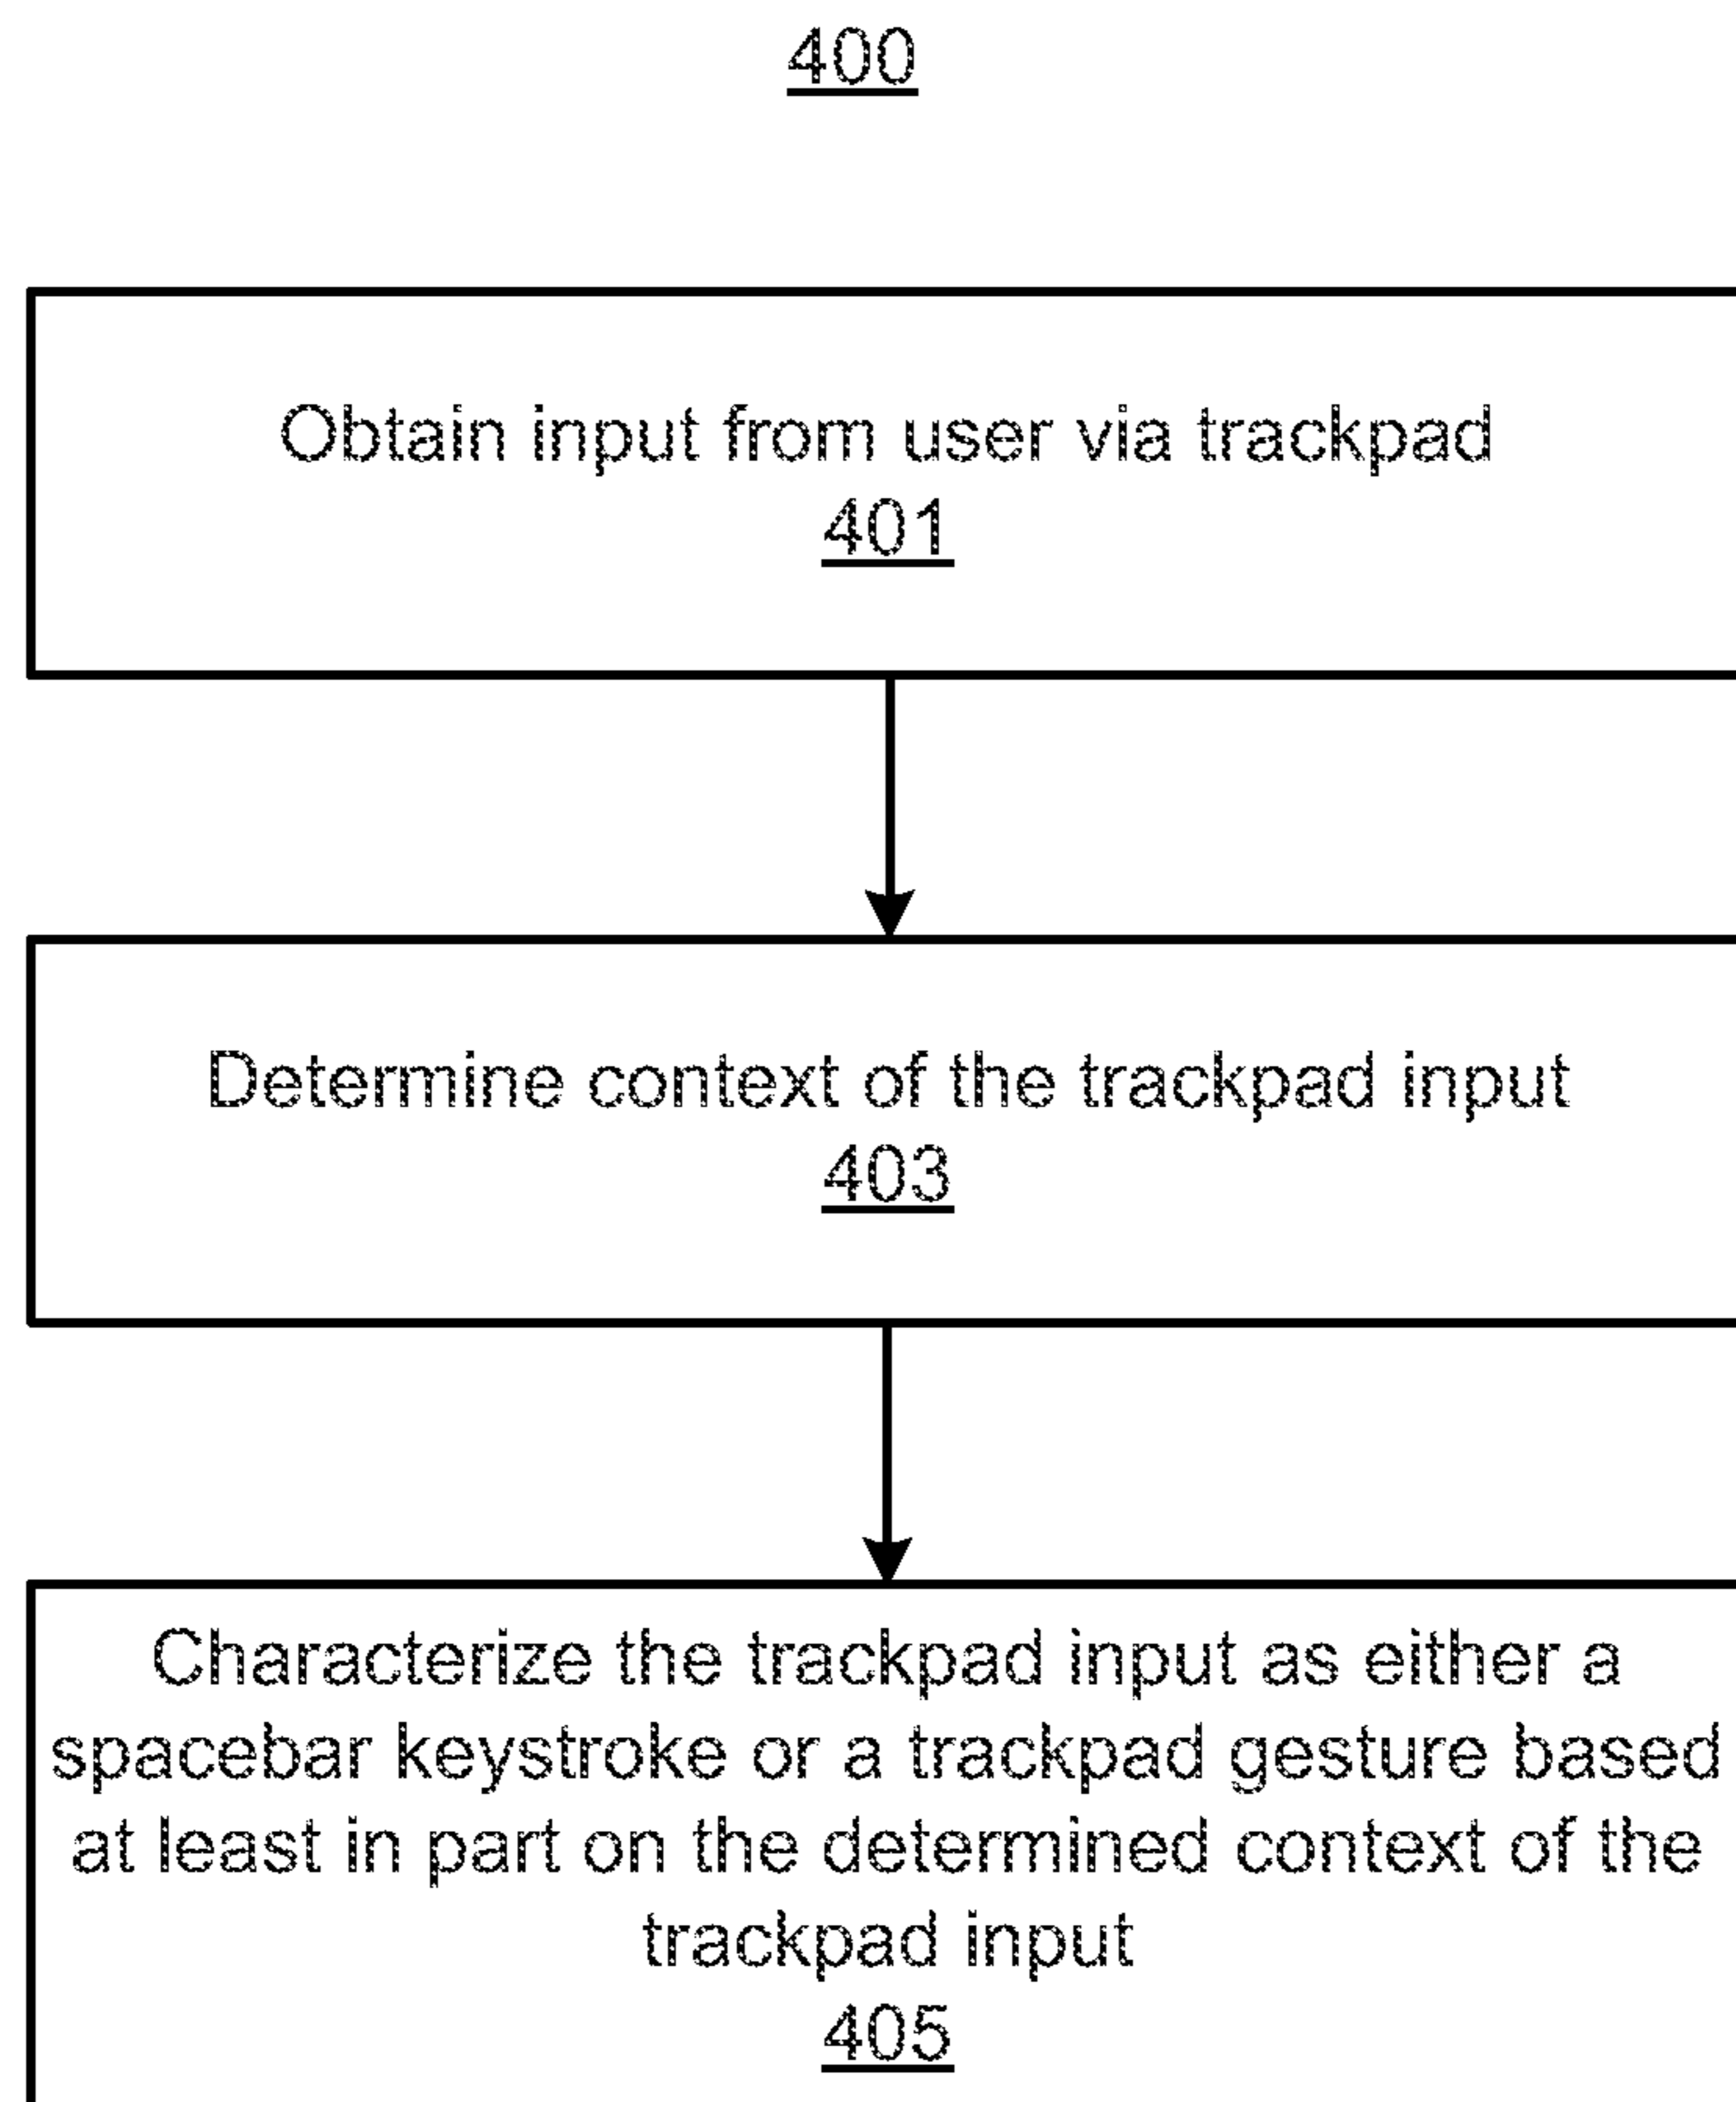 400
Obtain input from user via trackpad
401
Determine context of the trackpad input
403
Characterize the trackpad input as either a
spacebar keystroke or a trackpad gesture based
at least in part on the determined context of the
trackpad input
405